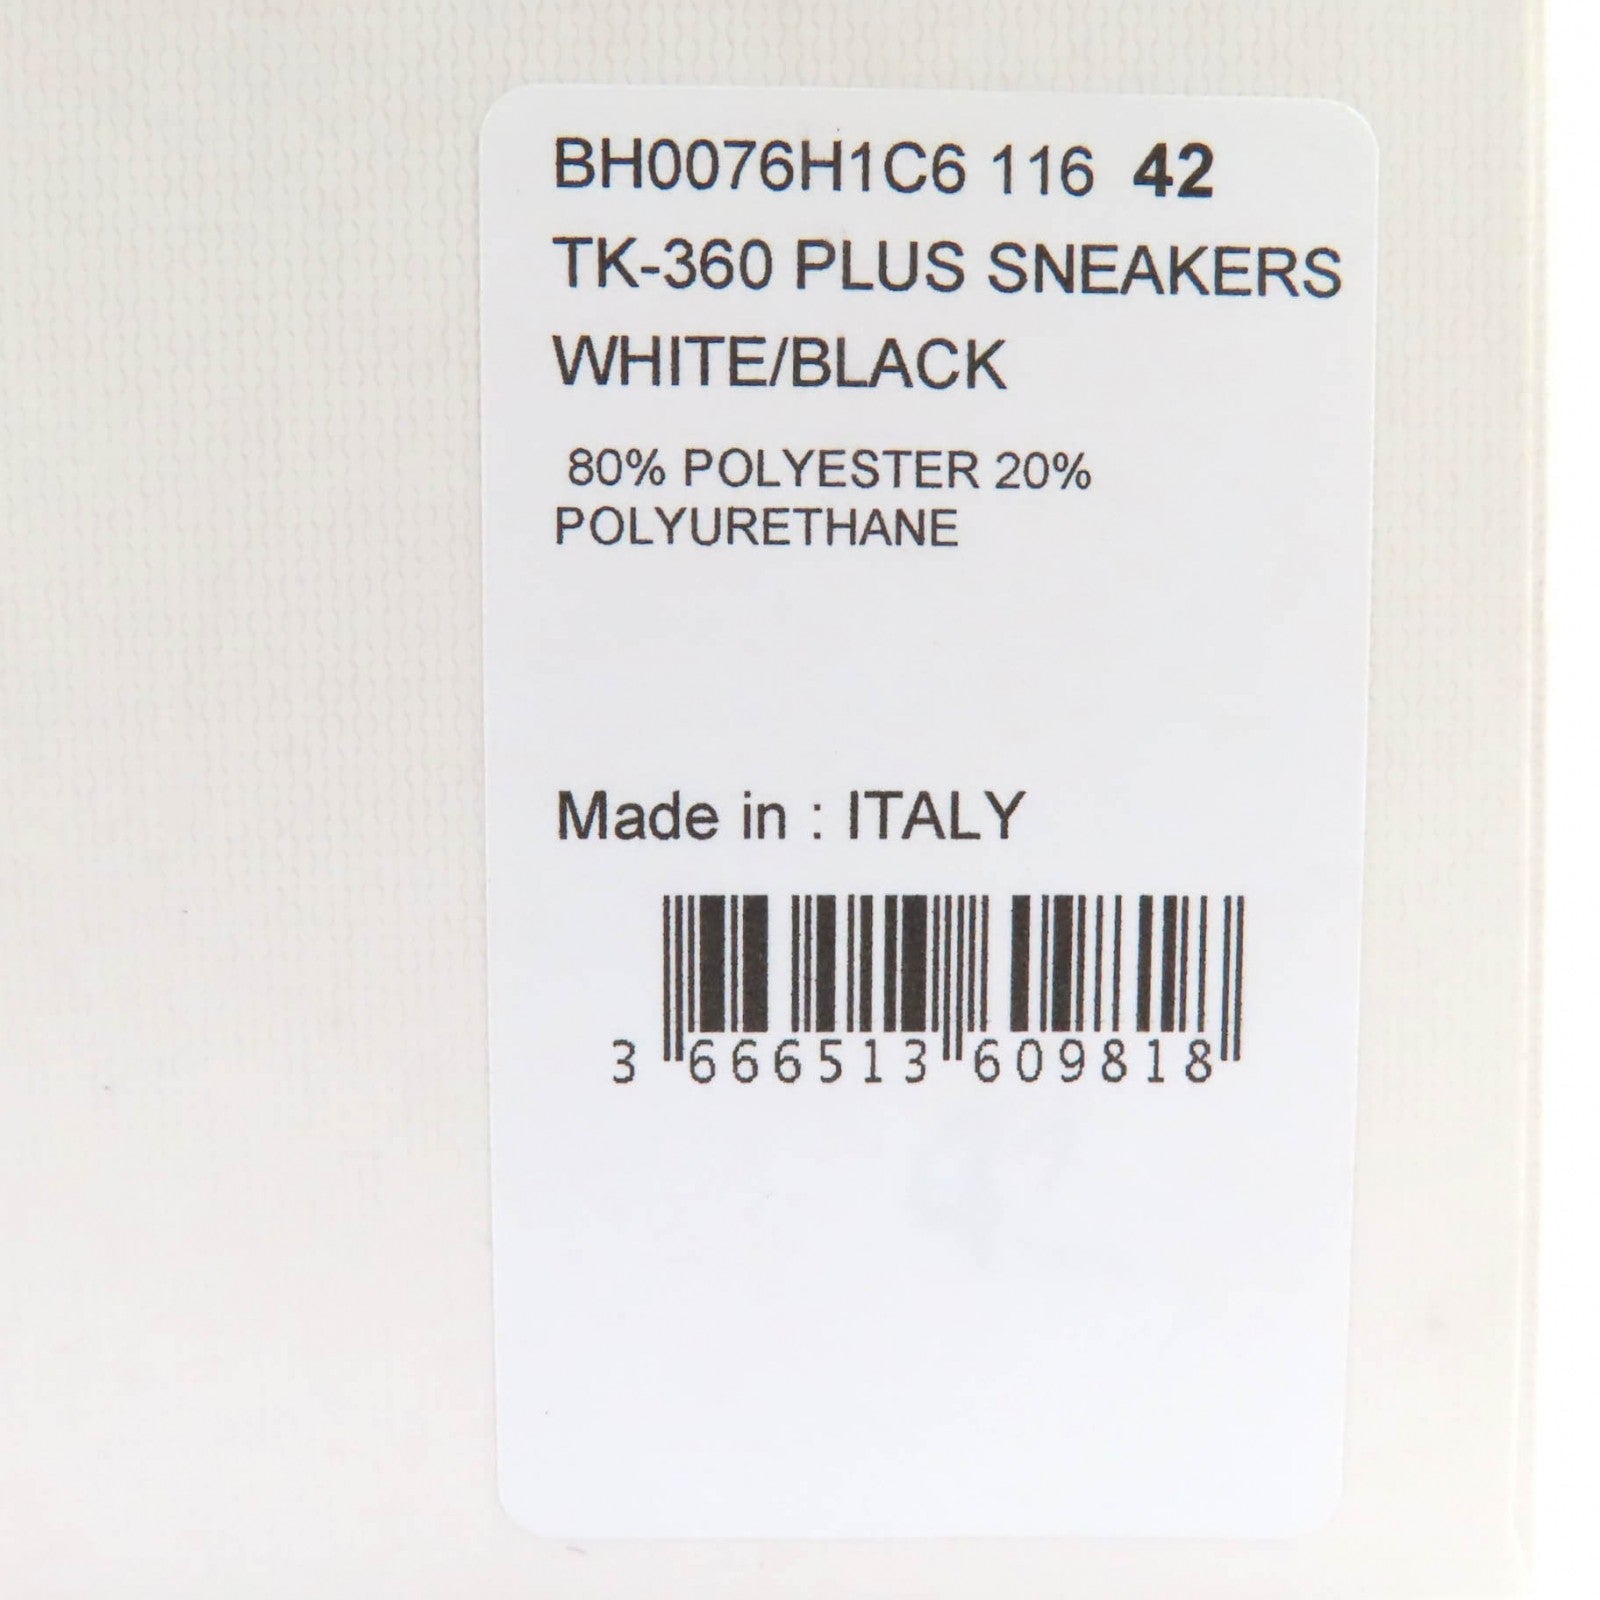 BH0076H1C6 116 42
TK-360 PLUS SNEAKERS
WHITE/BLACK
80% POLYESTER 20%
POLYURETHANE
Made in : ITALY
3 666513 609818